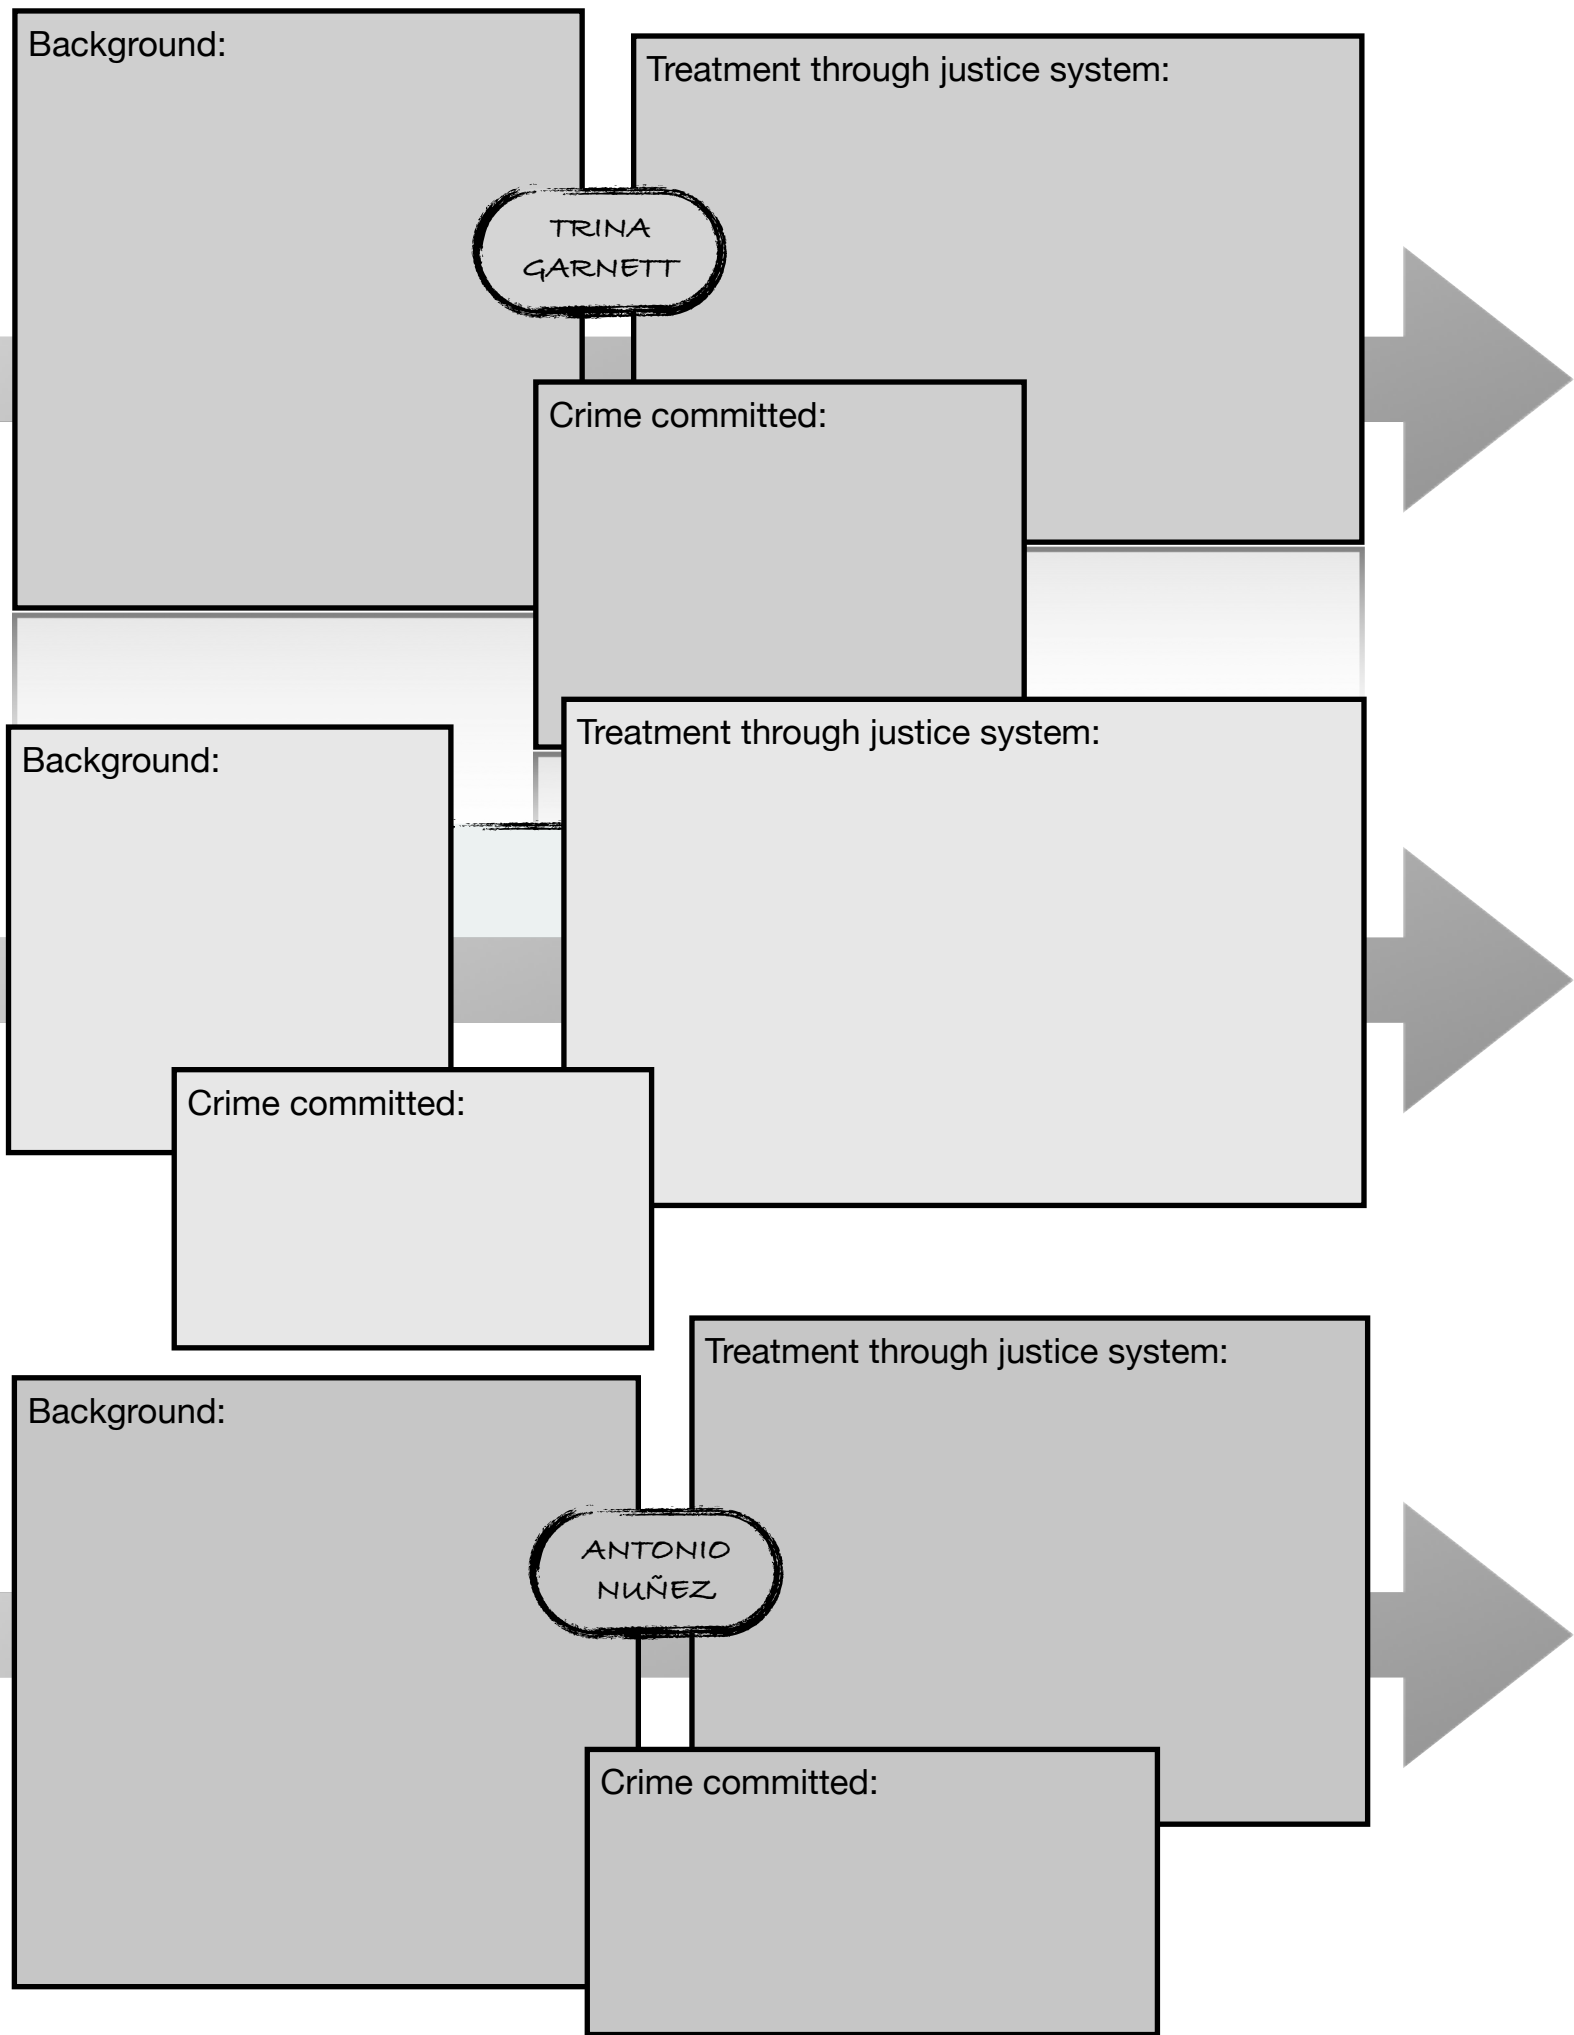 Background:
Treatment through justice system:
TRINA
GARNETT
Crime committed:
Background:
Treatment through justice system:
Crime committed:
Background:
Treatment through justice system:
ANTONIO
NUÑEZ
Crime committed: